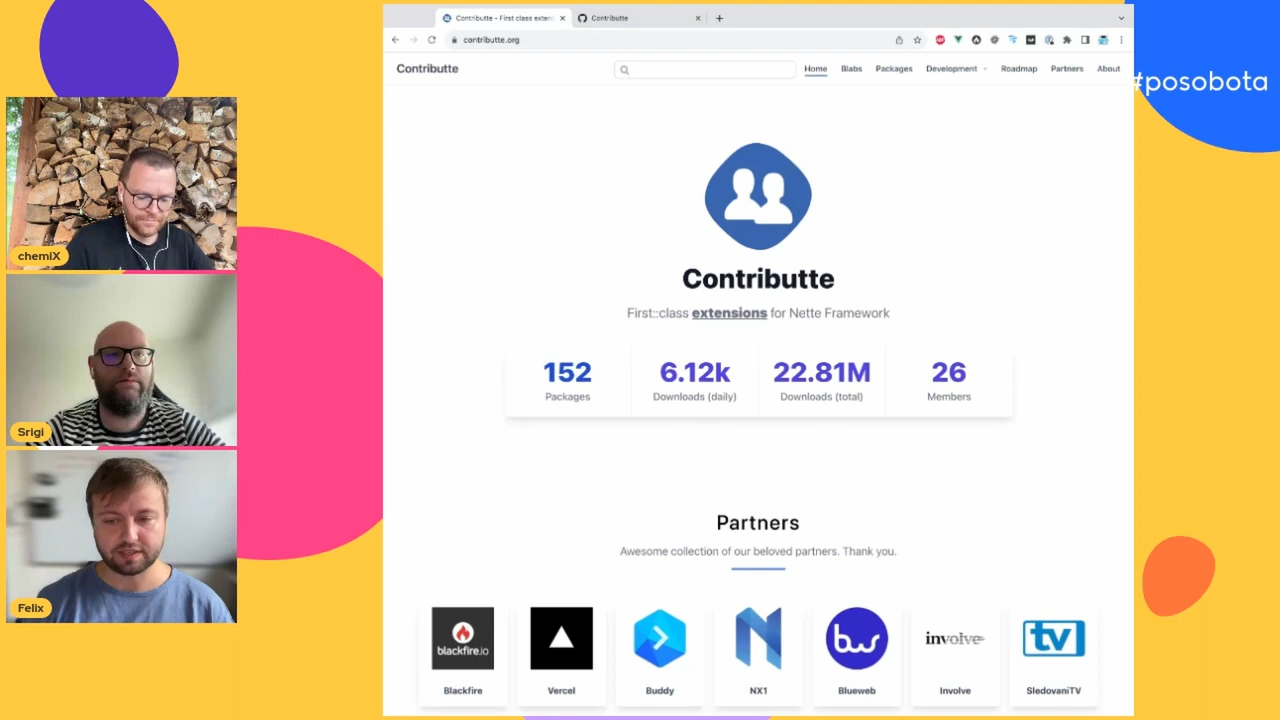 Contributte - First class exten
Contributte
contributte.org
Contributte
Home
Blabs
Packages
Development
Roadmap
Partners
About
#posobota
chemiX
Srigi
Felix
Contributte
First::class extensions for Nette Framework
152
Packages
6.12k
Downloads (daily)
22.81M
Downloads (total)
26
Members
Partners
Awesome collection of our beloved partners. Thank you.
blackfire.io
Blackfire
Vercel
Buddy
NX1
bws
Blueweb
involve
Involve
tv
SledovaniTV